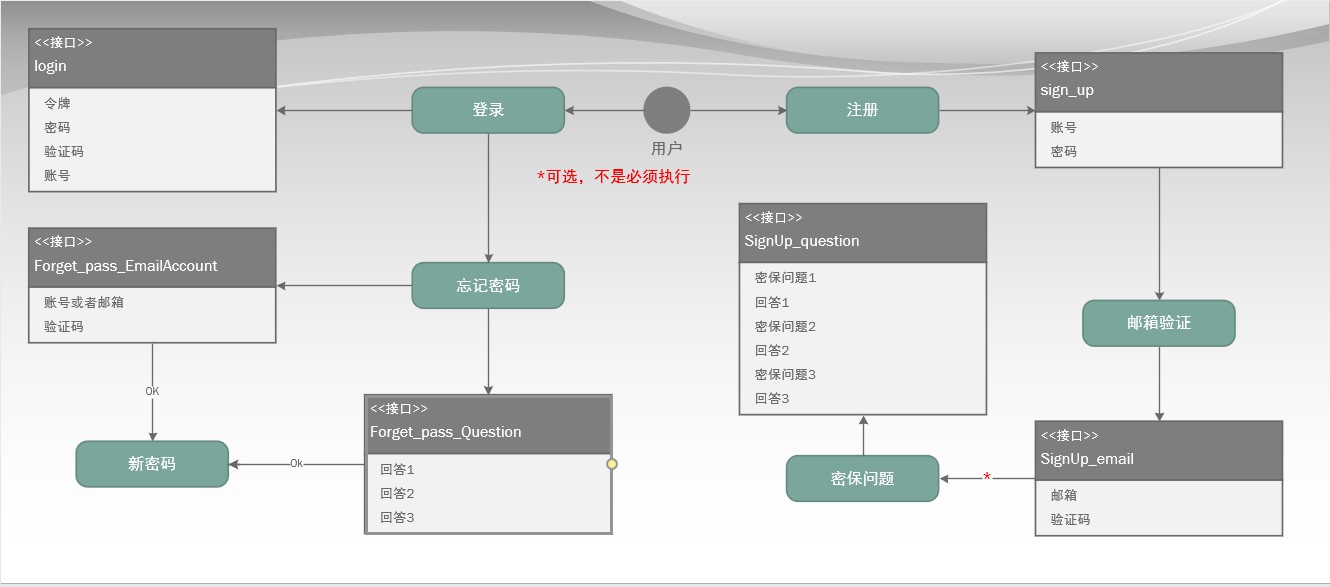 <<接口>>
login
令牌
密码
验证码
账号
登录
用户
注册
<<接口>>
sign_up
账号
密码
*可选，不是必须执行
<<接口>>
Forget_pass_EmailAccount
账号或者邮箱
验证码
忘记密码
<<接口>>
SignUp_question
密保问题1
回答1
密保问题2
回答2
密保问题3
回答3
邮箱验证
OK
<<接口>>
Forget_pass_Question
回答1
回答2
回答3
新密码
Ok
密保问题
*
<<接口>>
SignUp_email
邮箱
验证码